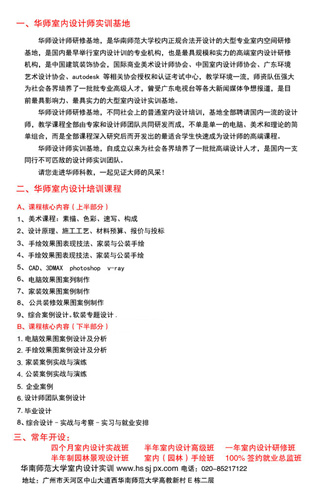 一、华师室内设计师实训基地
华师设计师研修基地，是华南师范大学校内正规合法开设的大型专业室内空间研修
基地，是国内最早举行室内设计训的专业机构，也是最具规模和实力的高端室内设计研修
机构，是中国建筑装饰协会，国际商业美术设计师协会、中国室内设计师协会、广东环境
艺术设计协会、autodesk 等相关协会授权和认证考试中心，教学环境一流，师资队伍强大
为社会各界培养了一批批专业高级人才，曾受广东电视台等各大新闻媒体争想报道，是目
前最具影响力、最具实力的大型室内设计实训基地。
华师设计师研修基地，不同社会上的普通室内设计培训，基地全部聘请国内一流的设计
师，教学课程全部由专家和设计师团队共同研发而成，不单是单一的电脑、美术和理论的简
单组合，而是全部课程深入研究后而开发出的最适合学生快速成为设计师的高端课程。
华师设计师实训基地，自成立以来为社会各界培养了一批批高端设计人才，是国内一支
同行不可匹敌的设计师实训团队。
请您走进华师科教，一起见证大师的风采！
二、华师室内设计培训课程
A、课程核心内容（上半部分）
1、美术课程：素描、色彩、速写、构成
2、设计原理、施工工艺、材料预算、报价与投标
3、手绘效果图表现技法、家装与公装手绘
4、手绘效果图表现技法、家装与公装手绘
5、CAD、3DMAX photoshop v-ray
6、电脑效果图案列制作
7、家装效果图案例制作
8、公共装修效果图案例制作
9、综合案例设计、软装专题设计.
B、课程核心内容（下半部分）
1. 电脑效果图案例设计及分析
2. 手绘效果图案例设计及分析
3. 家装案例实战与演练
4. 公装案例实战与演练
5. 企业案例
6. 设计师团队案例设计
7. 毕业设计
8、综合设计–实战与考察–实习与就业安排
三、常年开设：
四个月室内设计实战班 半年室内设计高级班 一年室内设计研修班
半年制园林景观设计班 室内（园林）手绘班 100% 签约就业总监班
华南师范大学室内设计实训 www.hssjpx.com 电话：020-85217122
地址：广州市天河区中山大道西华南师范大学高教新村 E 栋二层